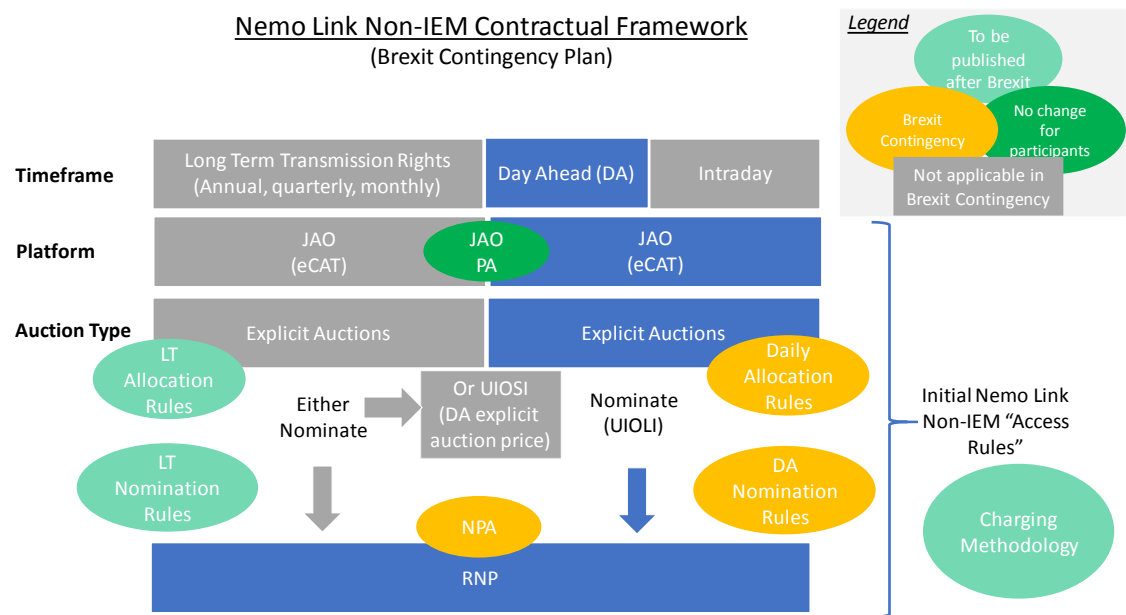 Nemo Link Non-IEM Contractual Framework
(Brexit Contingency Plan)
Legend
To be
published
after Brexit
Brexit
Contingency
No change
for
participants
Not applicable in
Brexit Contingency
Timeframe
Long Term Transmission Rights
(Annual, quarterly, monthly)
Day Ahead (DA)
Intraday
Platform
JAO
(eCAT)
JAO
PA
JAO
(eCAT)
Auction Type
Explicit Auctions
Explicit Auctions
LT
Allocation
Rules
Daily
Allocation
Rules
Either
Nominate
Or UIOSI
(DA explicit
auction price)
Nominate
(UIOLI)
Initial Nemo Link
Non-IEM “Access
Rules”
LT
Nomination
Rules
DA
Nomination
Rules
NPA
RNP
Charging
Methodology